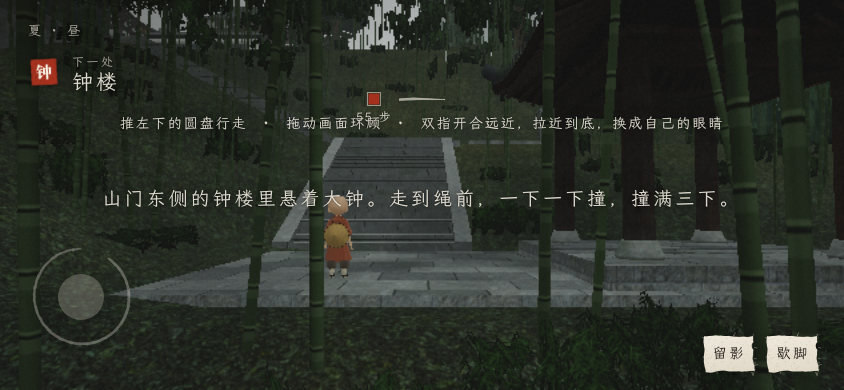 夏·昼
下一处
钟
钟楼
55 步
推左下的圆盘行走 · 拖动画面环顾 · 双指开合远近，拉近到底，换成自己的眼睛
山门东侧的钟楼里悬着大钟。走到绳前，一下一下撞，撞满三下。
留影
歇脚